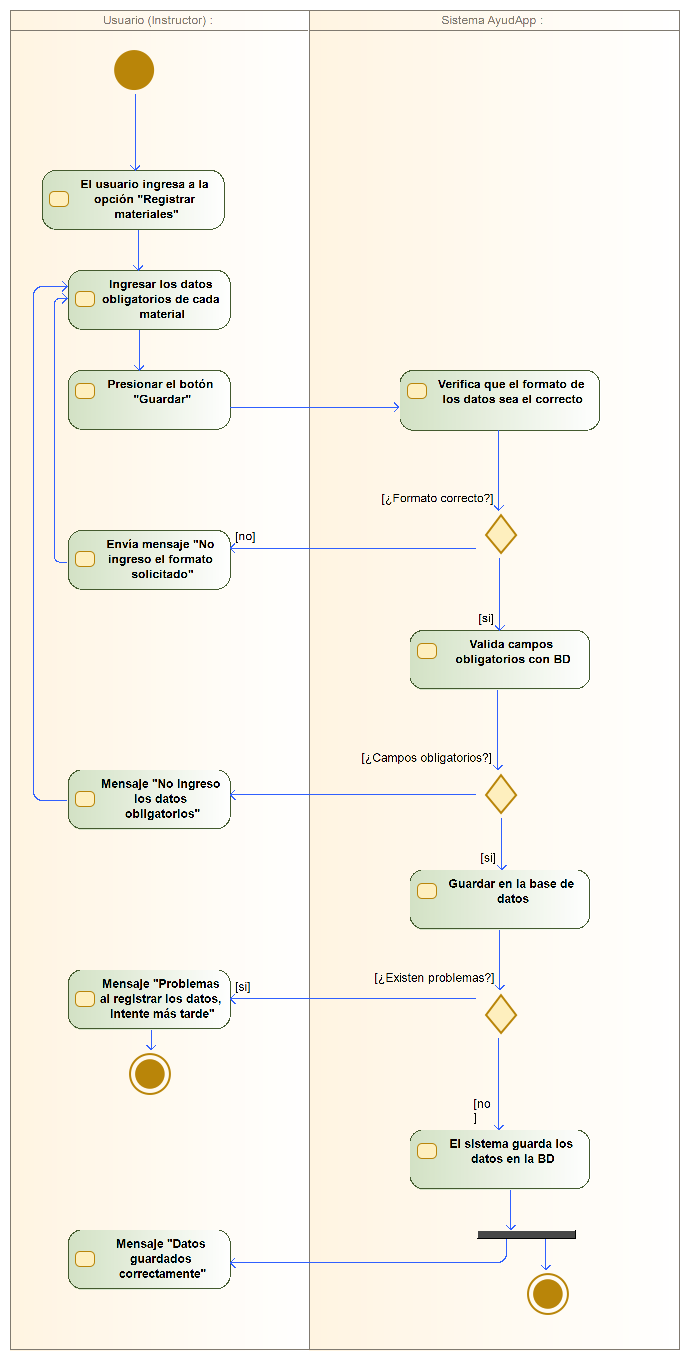 Usuario (Instructor) :
Sistema AyudApp :
El usuario ingresa a la
opción "Registrar
materiales"
Ingresar los datos
obligatorios de cada
material
Presionar el botón
"Guardar"
Verifica que el formato de
los datos sea el correcto
[¿Formato correcto?]
[no]
Envía mensaje "No
ingreso el formato
solicitado"
[si]
Valida campos
obligatorios con BD
[¿Campos obligatorios?]
Mensaje "No ingreso
los datos
obligatorios"
[si]
Guardar en la base de
datos
[¿Existen problemas?]
Mensaje "Problemas
al registrar los datos,
intente más tarde"
[si]
[no
]
El sistema guarda los
datos en la BD
Mensaje "Datos
guardados
correctamente"